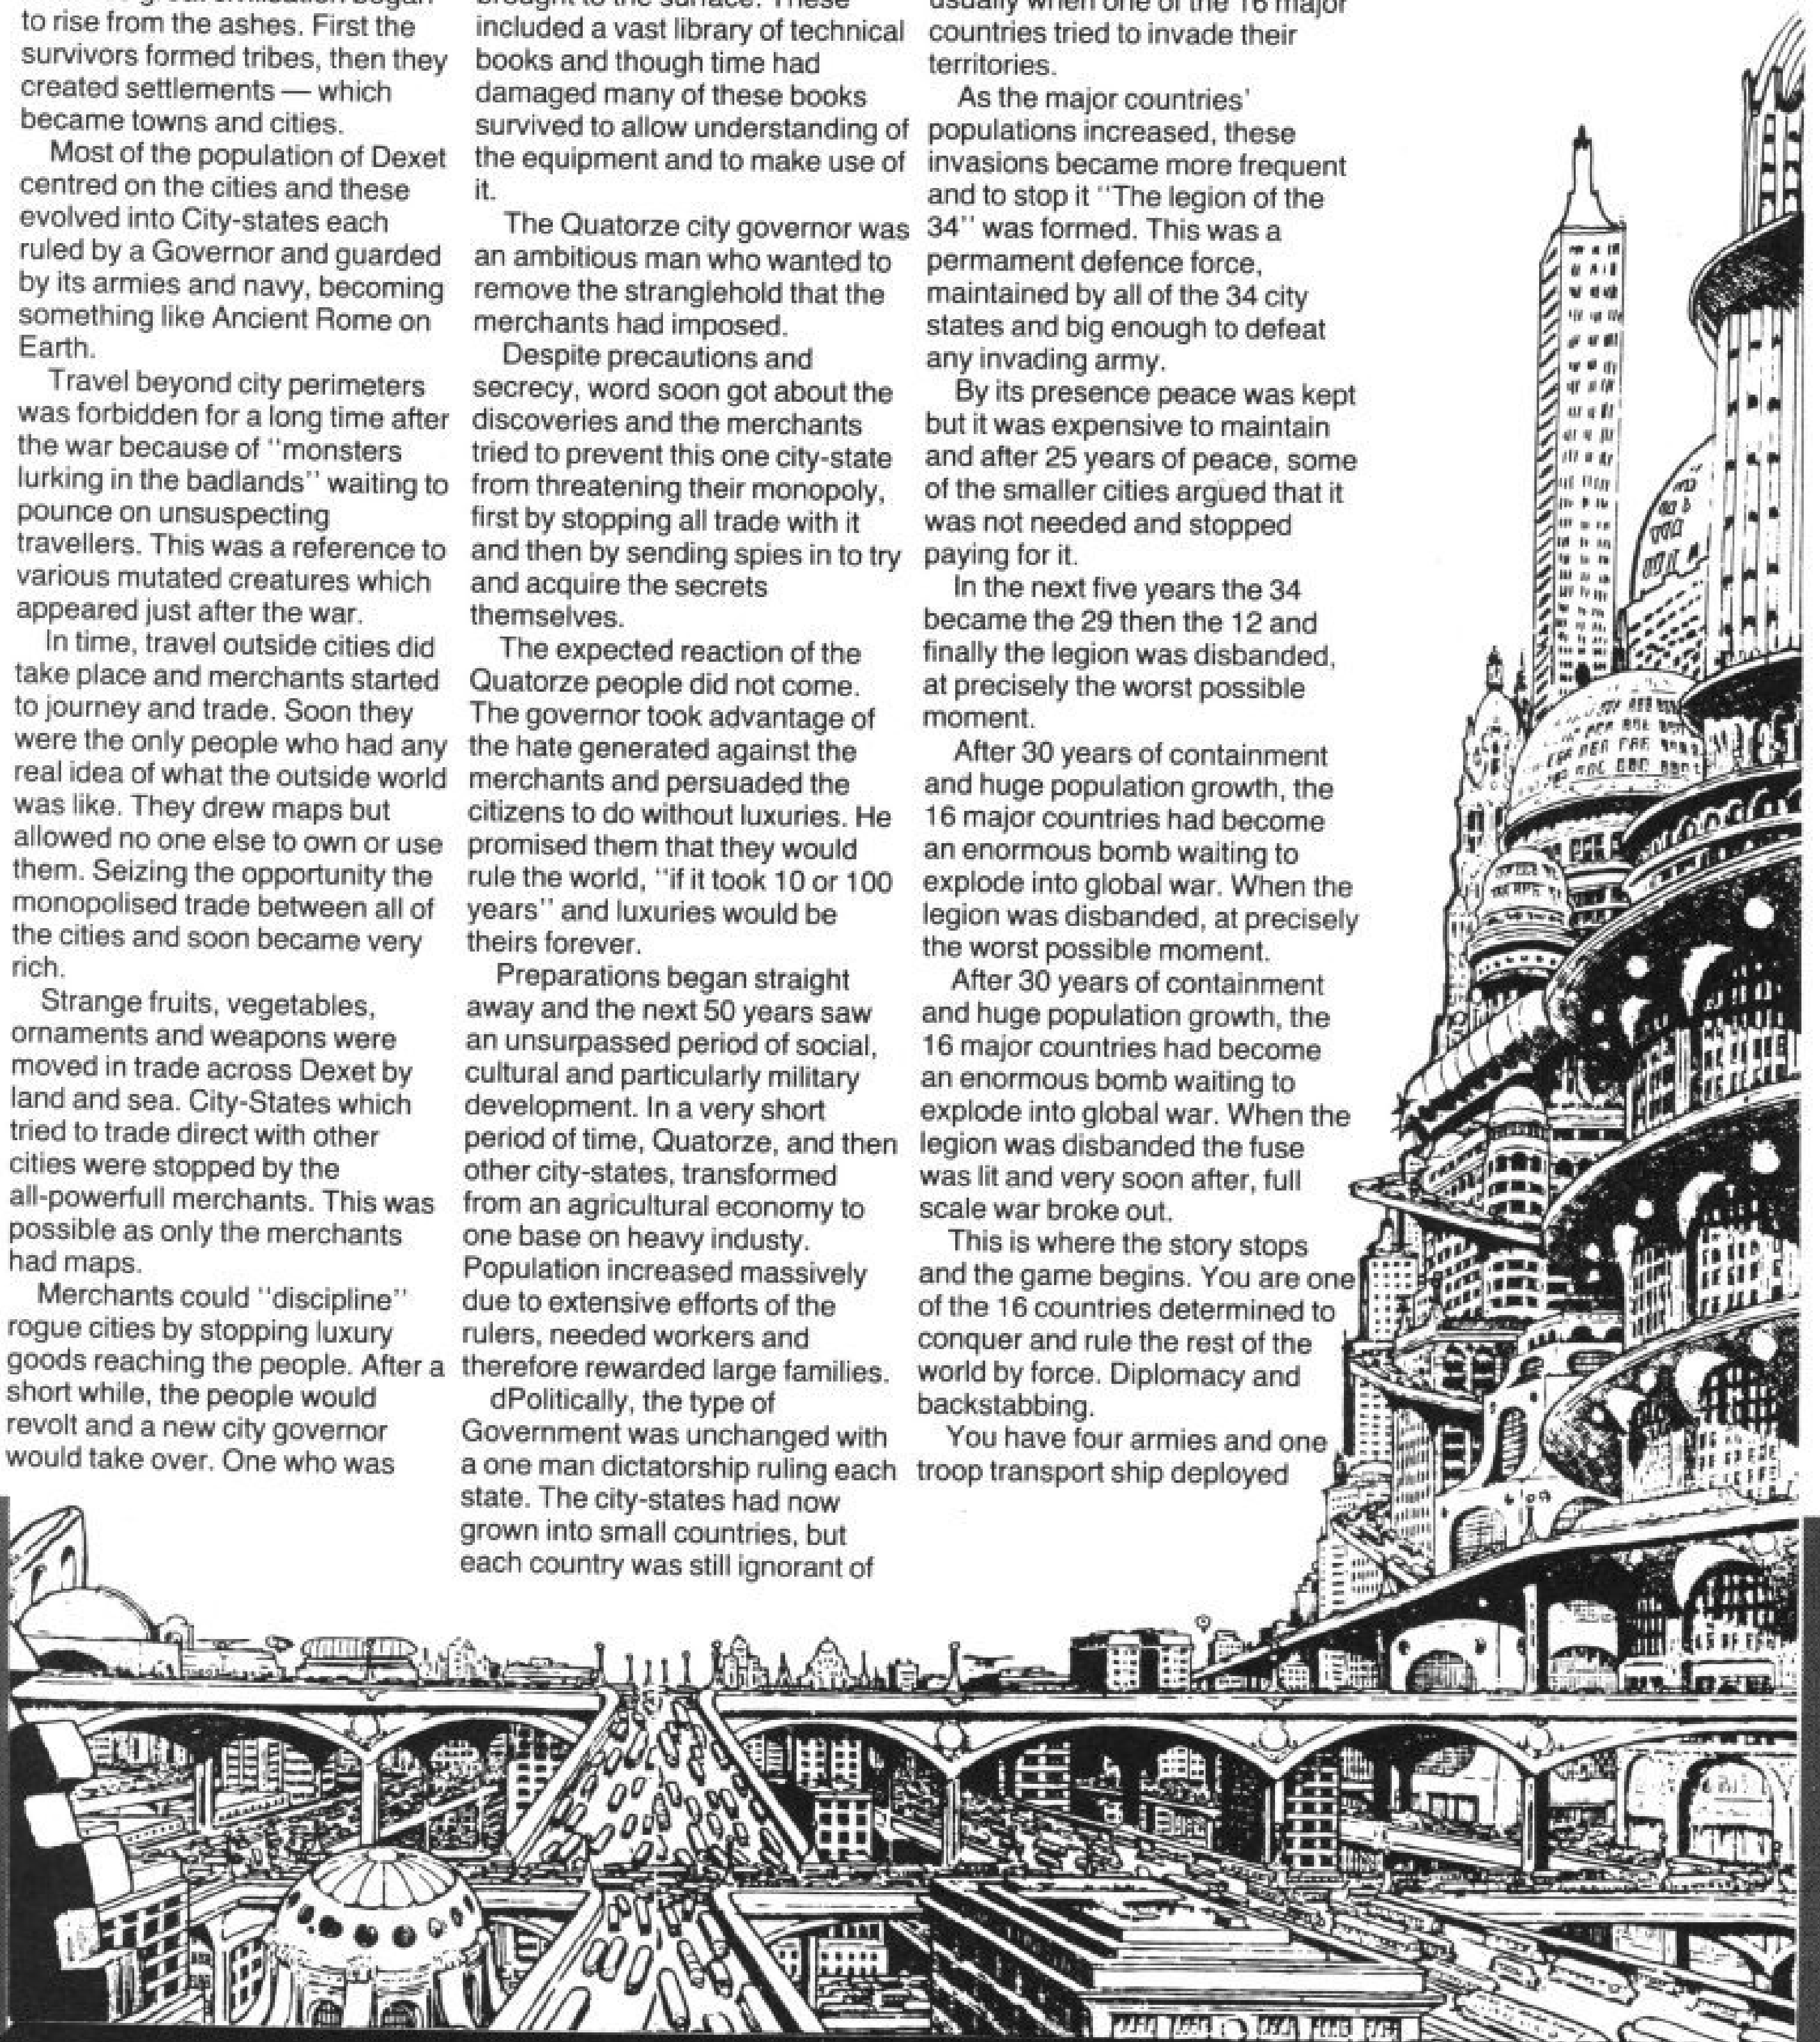 to rise from the ashes. First the
survivors formed tribes, then they
created settlements — which
became towns and cities.
Most of the population of Dexet
centred on the cities and these
evolved into City-states each
ruled by a Governor and guarded
by its armies and navy, becoming
something like Ancient Rome on
Earth.
Travel beyond city perimeters
was forbidden for a long time after
the war because of "monsters
lurking in the badlands" waiting to
pounce on unsuspecting
travellers. This was a reference to
various mutated creatures which
appeared just after the war.
In time, travel outside cities did
take place and merchants started
to journey and trade. Soon they
were the only people who had any
real idea of what the outside world
was like. They drew maps but
allowed no one else to own or use
them. Seizing the opportunity the
monopolised trade between all of
the cities and soon became very
rich.
Strange fruits, vegetables,
ornaments and weapons were
moved in trade across Dexet by
land and sea. City-States which
tried to trade direct with other
cities were stopped by the
all-powerfull merchants. This was
possible as only the merchants
had maps.
Merchants could "discipline"
rogue cities by stopping luxury
goods reaching the people. After a
short while, the people would
revolt and a new city governor
would take over. One who was
brought to the surface. These
included a vast library of technical
books and though time had
damaged many of these books
survived to allow understanding of
the equipment and to make use of
it.
The Quatorze city governor was
an ambitious man who wanted to
remove the stranglehold that the
merchants had imposed.
Despite precautions and
secrecy, word soon got about the
discoveries and the merchants
tried to prevent this one city-state
from threatening their monopoly,
first by stopping all trade with it
and then by sending spies in to try
and acquire the secrets
themselves.
The expected reaction of the
Quatorze people did not come.
The governor took advantage of
the hate generated against the
merchants and persuaded the
citizens to do without luxuries. He
promised them that they would
rule the world, "if it took 10 or 100
years" and luxuries would be
theirs forever.
Preparations began straight
away and the next 50 years saw
an unsurpassed period of social,
cultural and particularly military
development. In a very short
period of time, Quatorze, and then
other city-states, transformed
from an agricultural economy to
one base on heavy industy.
Population increased massively
due to extensive efforts of the
rulers, needed workers and
therefore rewarded large families.
dPolitically, the type of
Government was unchanged with
a one man dictatorship ruling each
state. The city-states had now
grown into small countries, but
each country was still ignorant of
usually when one of the 16 major
countries tried to invade their
territories.
As the major countries'
populations increased, these
invasions became more frequent
and to stop it "The legion of the
34" was formed. This was a
permament defence force,
maintained by all of the 34 city
states and big enough to defeat
any invading army.
By its presence peace was kept
but it was expensive to maintain
and after 25 years of peace, some
of the smaller cities argued that it
was not needed and stopped
paying for it.
In the next five years the 34
became the 29 then the 12 and
finally the legion was disbanded,
at precisely the worst possible
moment.
After 30 years of containment
and huge population growth, the
16 major countries had become
an enormous bomb waiting to
explode into global war. When the
legion was disbanded, at precisely
the worst possible moment.
After 30 years of containment
and huge population growth, the
16 major countries had become
an enormous bomb waiting to
explode into global war. When the
legion was disbanded the fuse
was lit and very soon after, full
scale war broke out.
This is where the story stops
and the game begins. You are one
of the 16 countries determined to
conquer and rule the rest of the
world by force. Diplomacy and
backstabbing.
You have four armies and one
troop transport ship deployed